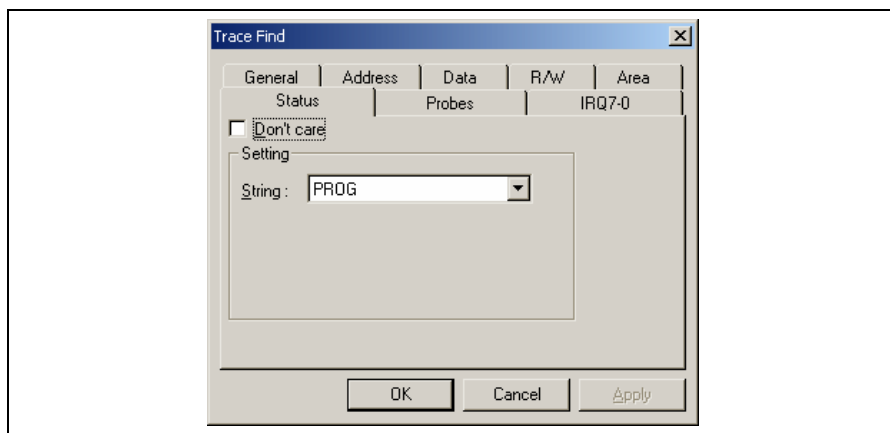 Trace Find
General Address Data R/W Area
Status Probes IRQ7-0
Don't care
Setting
String : PROG
OK Cancel Apply